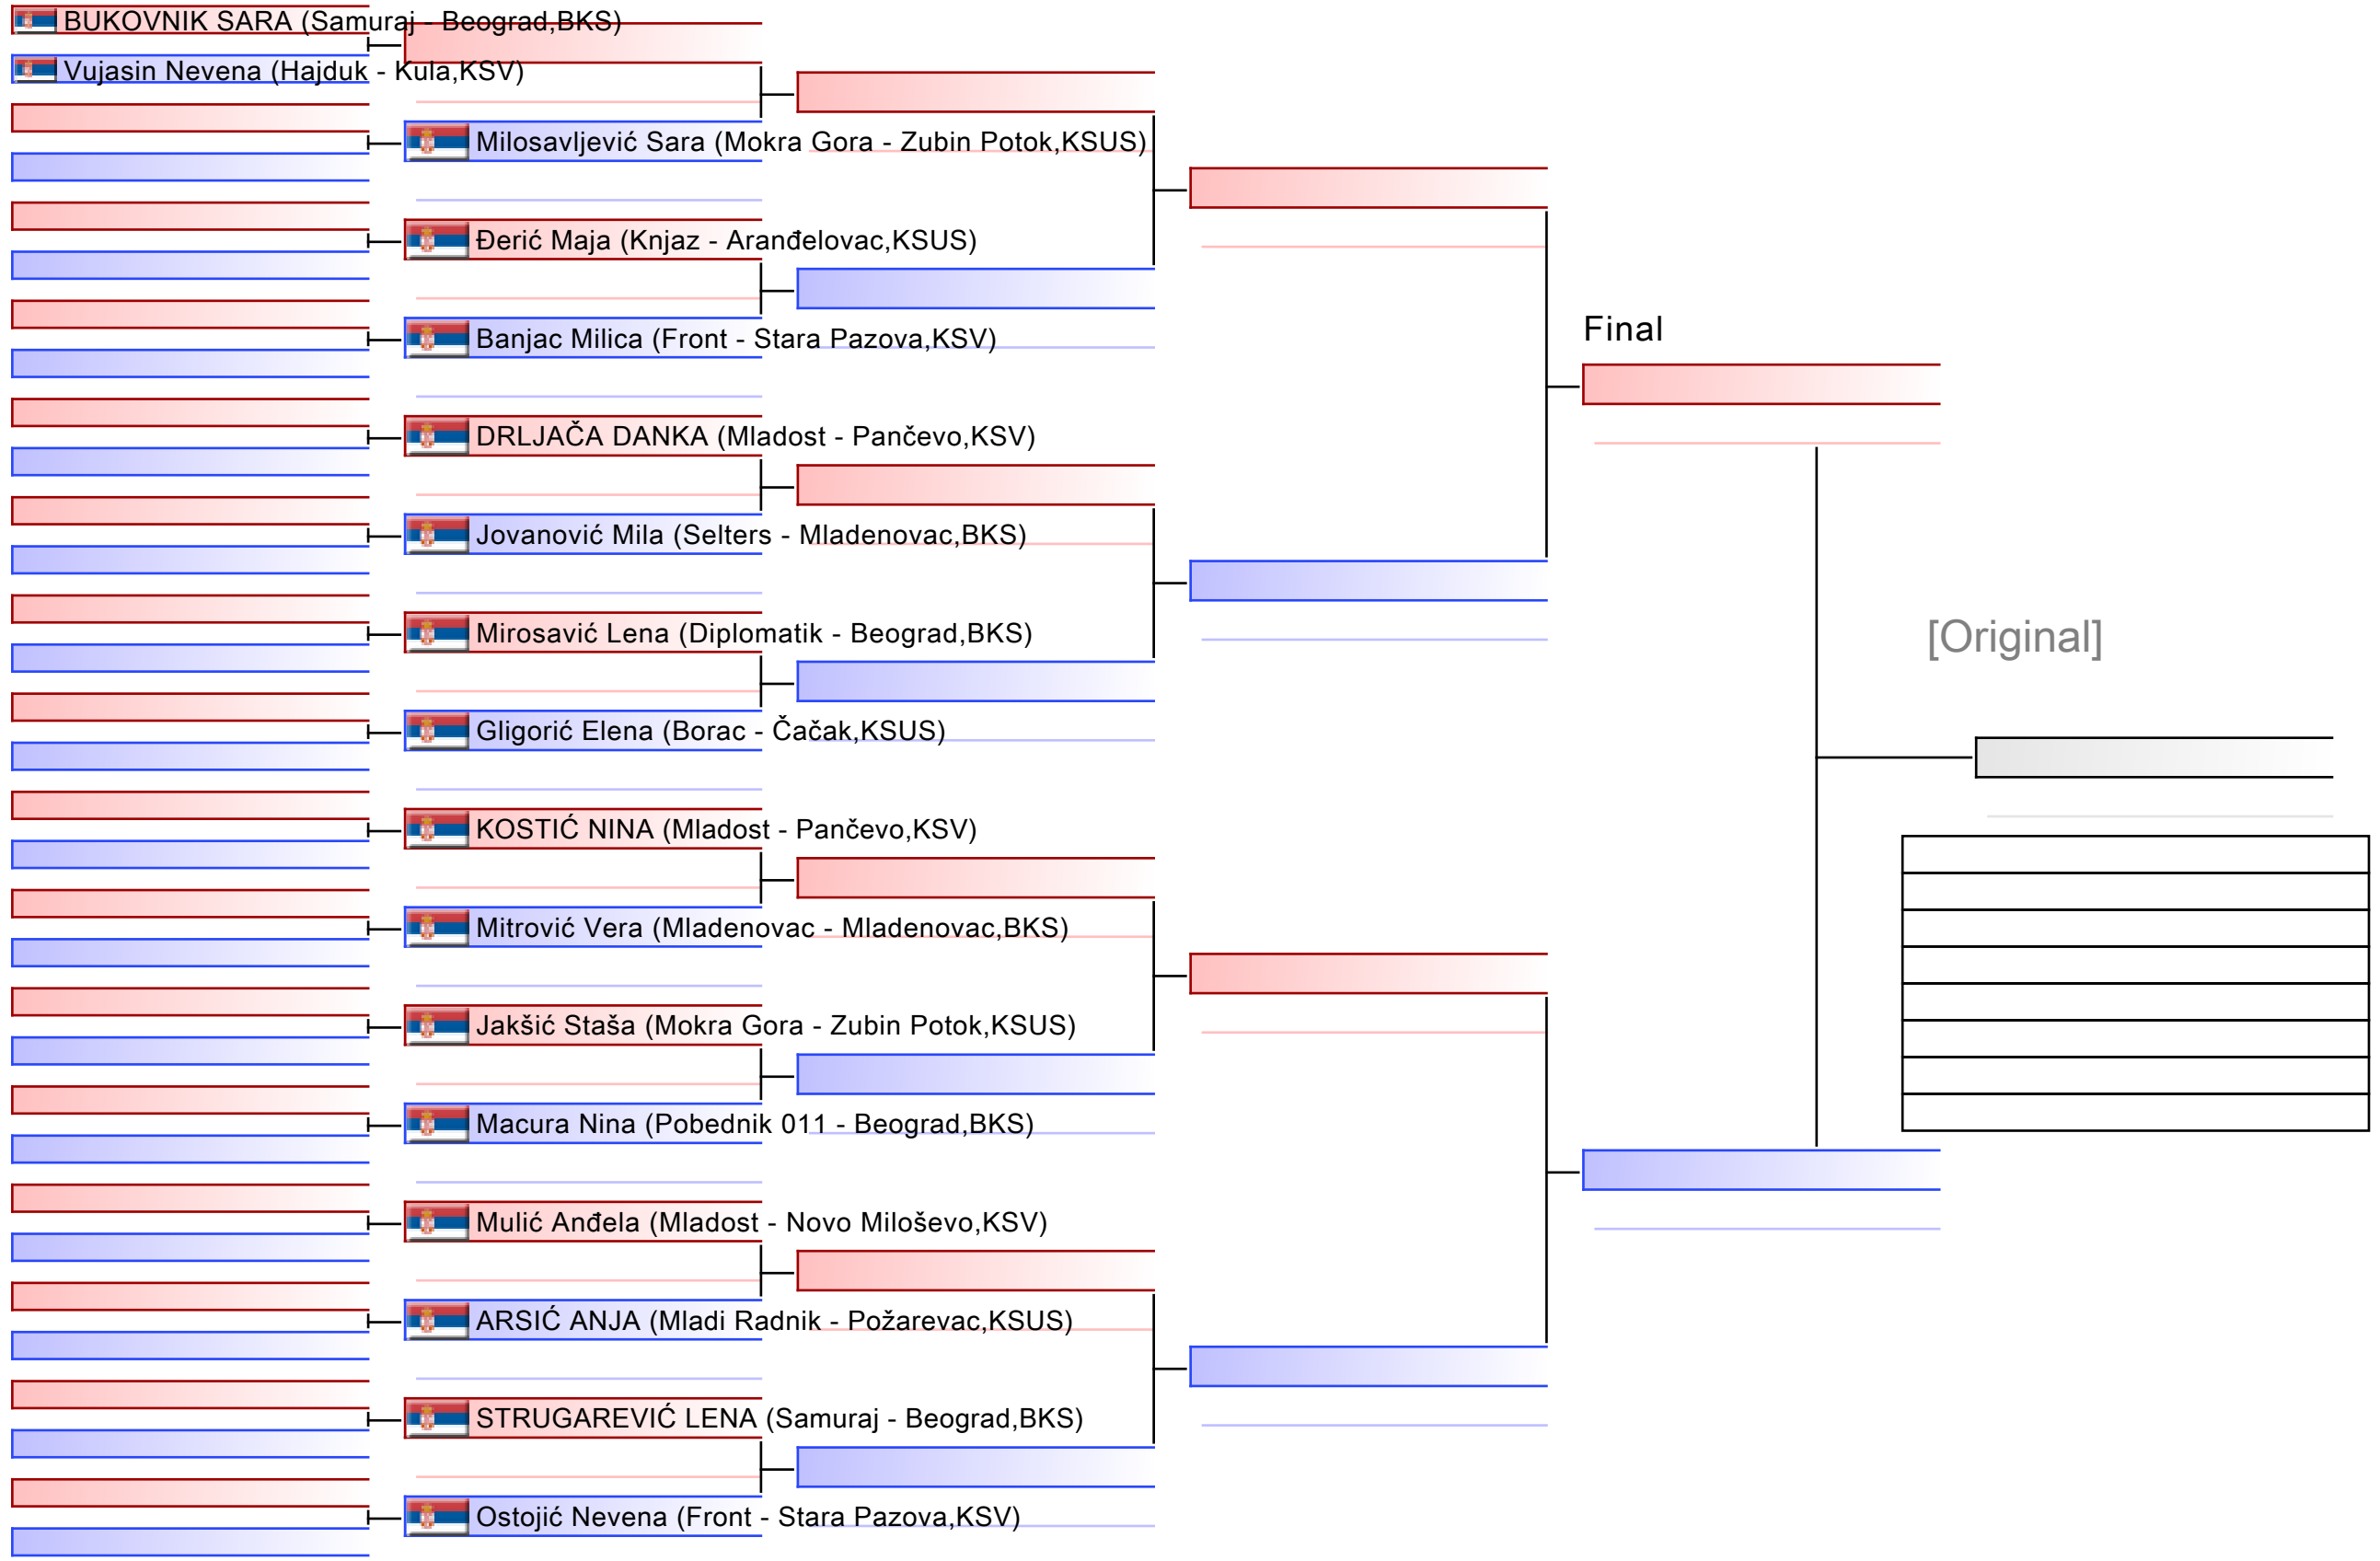 BUKOVNIK SARA (Samuraj - Beograd,BKS)
Vujasin Nevena (Hajduk - Kula,KSV)
Milosavljević Sara (Mokra Gora - Zubin Potok,KSUS)
Đerić Maja (Knjaz - Aranđelovac,KSUS)
Banjac Milica (Front - Stara Pazova,KSV)
DRLJAČA DANKA (Mladost - Pančevo,KSV)
Jovanović Mila (Selters - Mladenovac,BKS)
Mirosavić Lena (Diplomatik - Beograd,BKS)
Gligorić Elena (Borac - Čačak,KSUS)
KOSTIĆ NINA (Mladost - Pančevo,KSV)
Mitrović Vera (Mladenovac - Mladenovac,BKS)
Jakšić Staša (Mokra Gora - Zubin Potok,KSUS)
Macura Nina (Pobednik 011 - Beograd,BKS)
Mulić Anđela (Mladost - Novo Miloševo,KSV)
ARSIĆ ANJA (Mladi Radnik - Požarevac,KSUS)
STRUGAREVIĆ LENA (Samuraj - Beograd,BKS)
Ostojić Nevena (Front - Stara Pazova,KSV)
Final
[Original]